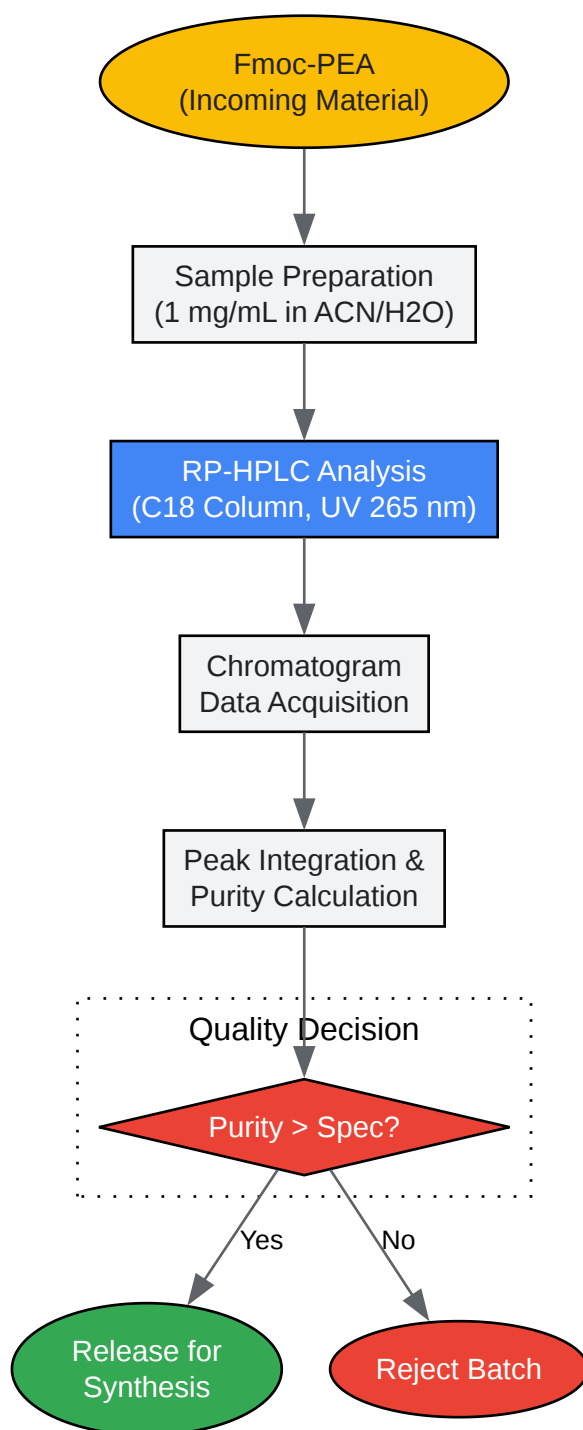 Fmoc-PEA
(Incoming Material)
Sample Preparation
(1 mg/mL in ACN/H2O)
RP-HPLC Analysis
(C18 Column, UV 265 nm)
Chromatogram
Data Acquisition
Peak Integration &
Purity Calculation
Quality Decision
Purity > Spec?
Yes
No
Release for
Synthesis
Reject Batch